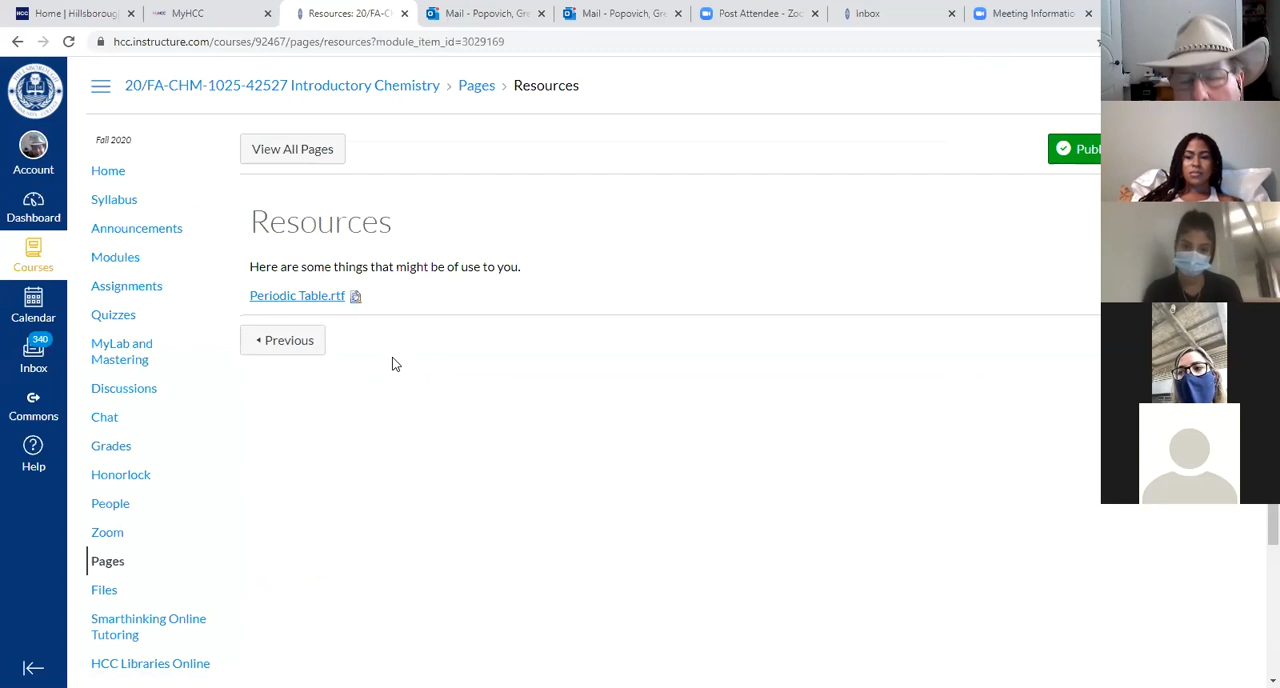 Home | Hillsboroug
MyHCC
Resources: 20/FA-C
Mail - Popovich, Gre
Mail - Popovich, Gre
Post Attendee - Zoo
Inbox
Meeting Informatio
hcc.instructure.com/courses/92467/pages/resources?module_item_id=3029169
20/FA-CHM-1025-42527 Introductory Chemistry › Pages › Resources
Account
Dashboard
Courses
Calendar
340
Inbox
Commons
Help
Fall 2020
Home
Syllabus
Announcements
Modules
Assignments
Quizzes
MyLab and
Mastering
Discussions
Chat
Grades
Honorlock
People
Zoom
Pages
Files
Smarthinking Online
Tutoring
HCC Libraries Online
View All Pages
Publ
Resources
Here are some things that might be of use to you.
Periodic Table.rtf
Previous